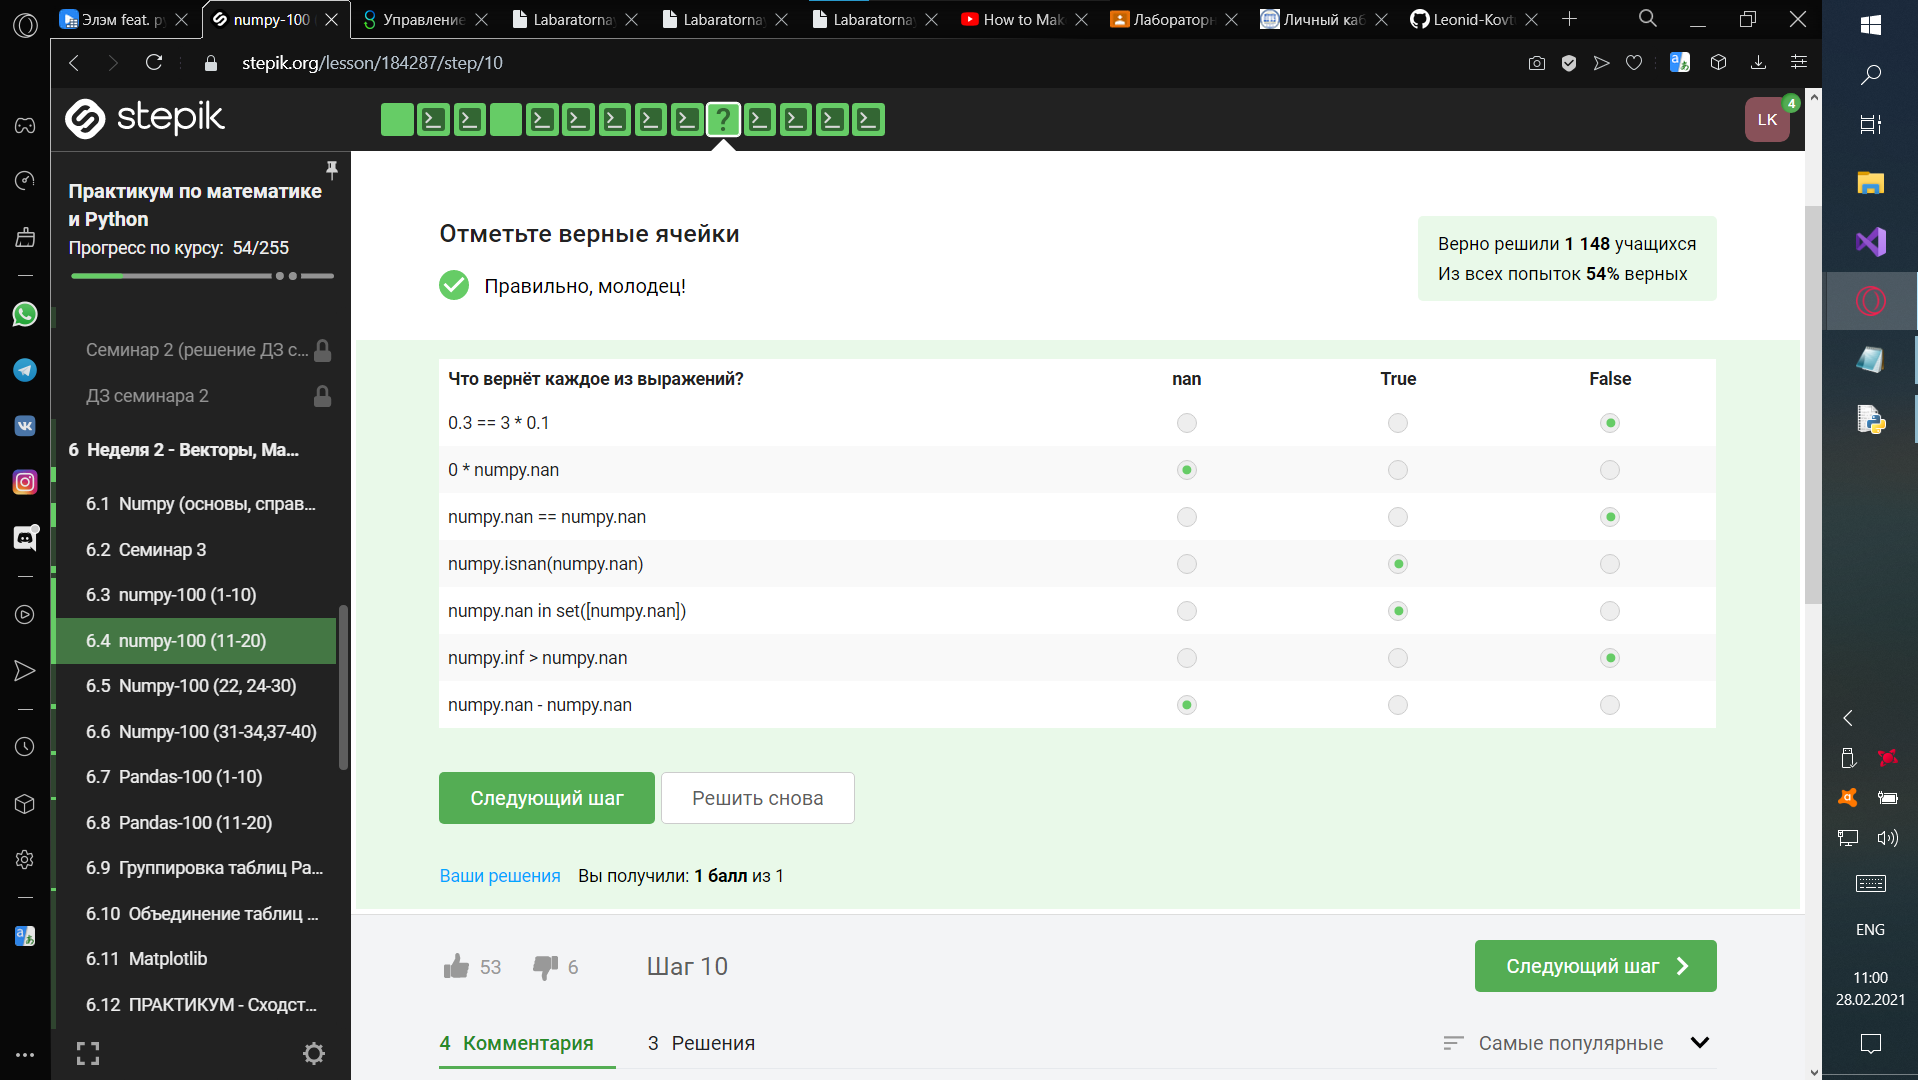 Элэм feat. ру
numpy-100
Управление
Labaratorna
Labaratorna
Labaratorna
How to Mak
Лаборатор
Личный каб
Leonid-Kovt
stepik.org/lesson/184287/step/10
stepik
LK
4
Практикум по математике
и Python
Прогресс по курсу: 54/255
Семинар 2 (решение ДЗ с...
ДЗ семинара 2
6 Неделя 2 - Векторы, Ма...
6.1 Numpy (основы, справ...
6.2 Семинар 3
6.3 numpy-100 (1-10)
6.4 numpy-100 (11-20)
6.5 Numpy-100 (22, 24-30)
6.6 Numpy-100 (31-34,37-40)
6.7 Pandas-100 (1-10)
6.8 Pandas-100 (11-20)
6.9 Группировка таблиц Pa...
6.10 Объединение таблиц ...
6.11 Matplotlib
6.12 ПРАКТИКУМ - Сходст...
Отметьте верные ячейки
Правильно, молодец!
Верно решили 1 148 учащихся
Из всех попыток 54% верных
Что вернёт каждое из выражений? nan True False
0.3 == 3 * 0.1
0 * numpy.nan
numpy.nan == numpy.nan
numpy.isnan(numpy.nan)
numpy.nan in set([numpy.nan])
numpy.inf > numpy.nan
numpy.nan - numpy.nan
Следующий шаг
Решить снова
Ваши решения Вы получили: 1 балл из 1
53 6 Шаг 10
Следующий шаг
4 Комментария 3 Решения
Самые популярные
ENG
11:00
28.02.2021